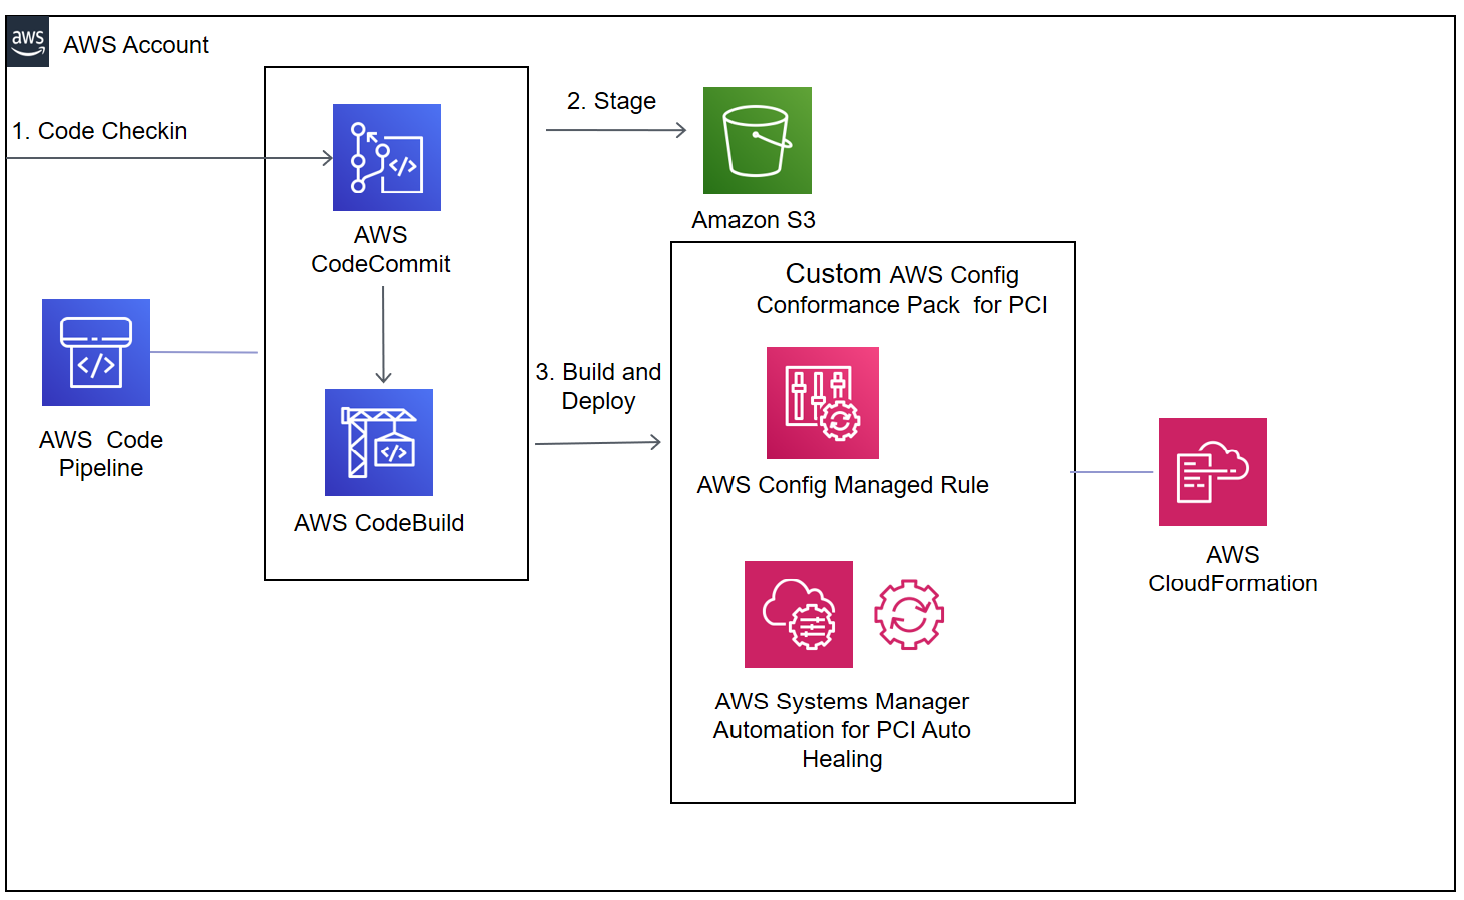 aws
AWS Account
1. Code Checkin
2. Stage
Amazon S3
AWS
CodeCommit
Custom AWS Config
Conformance Pack for PCI
AWS Code
Pipeline
3. Build and
Deploy
AWS CodeBuild
AWS Config Managed Rule
AWS
CloudFormation
AWS Systems Manager
Automation for PCI Auto
Healing